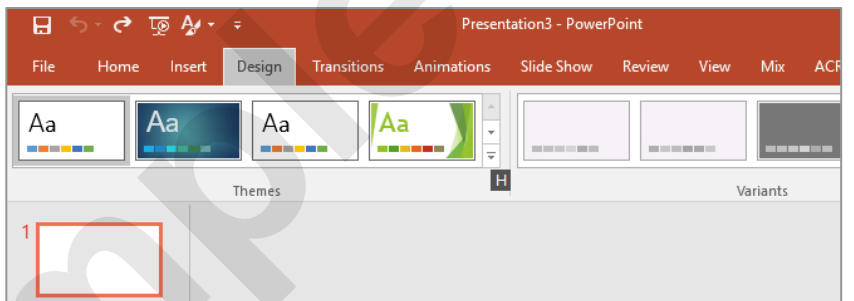 Presentation3 - PowerPoint
File Home Insert Design Transitions Animations Slide Show Review View Mix ACR
Aa Aa Aa Aa
H
Themes Variants
1